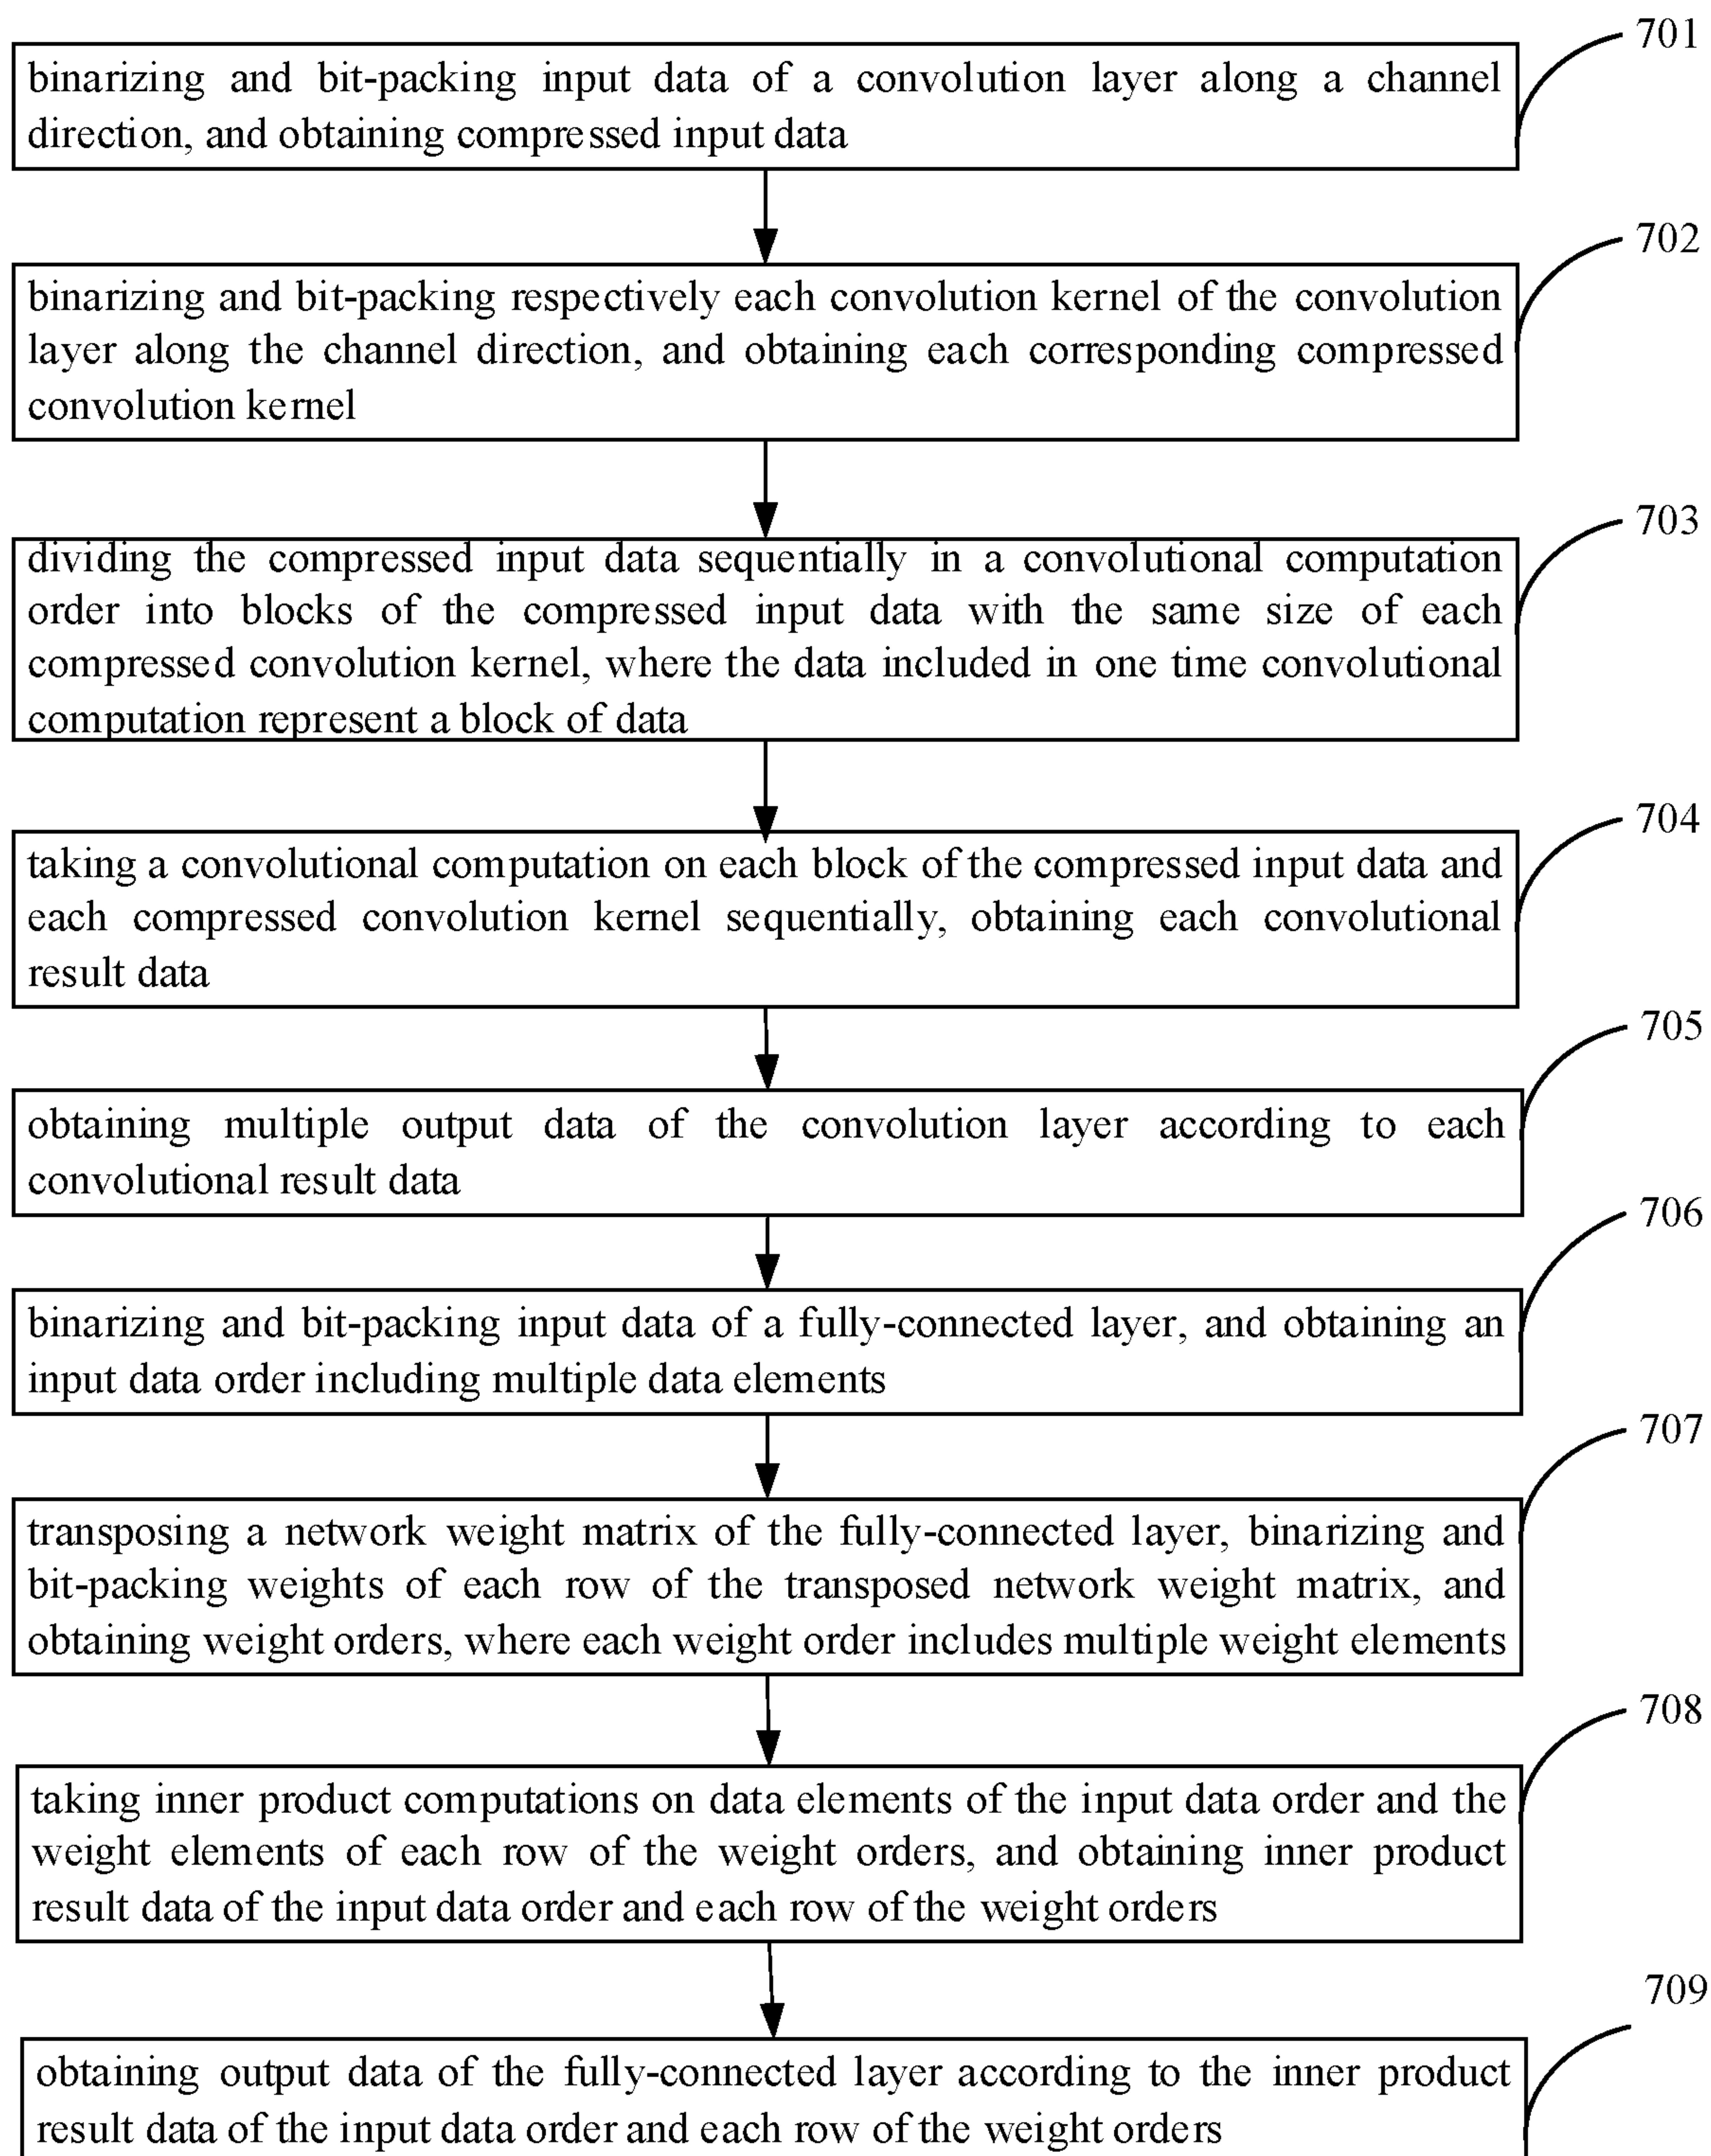 701
binarizing and bit-packing input data of a convolution layer along a channel
direction, and obtaining compressed input data
702
binarizing and bit-packing respectively each convolution kernel of the convolution
layer along the channel direction, and obtaining each corresponding compressed
convolution kernel
703
dividing the compressed input data sequentially in a convolutional computation
order into blocks of the compressed input data with the same size of each
compressed convolution kernel, where the data included in one time convolutional
computation represent a block of data
704
taking a convolutional computation on each block of the compressed input data and
each compressed convolution kernel sequentially, obtaining each convolutional
result data
705
obtaining multiple output data of the convolution layer according to each
convolutional result data
706
binarizing and bit-packing input data of a fully-connected layer, and obtaining an
input data order including multiple data elements
707
transposing a network weight matrix of the fully-connected layer, binarizing and
bit-packing weights of each row of the transposed network weight matrix, and
obtaining weight orders, where each weight order includes multiple weight elements
708
taking inner product computations on data elements of the input data order and the
weight elements of each row of the weight orders, and obtaining inner product
result data of the input data order and each row of the weight orders
709
obtaining output data of the fully-connected layer according to the inner product
result data of the input data order and each row of the weight orders